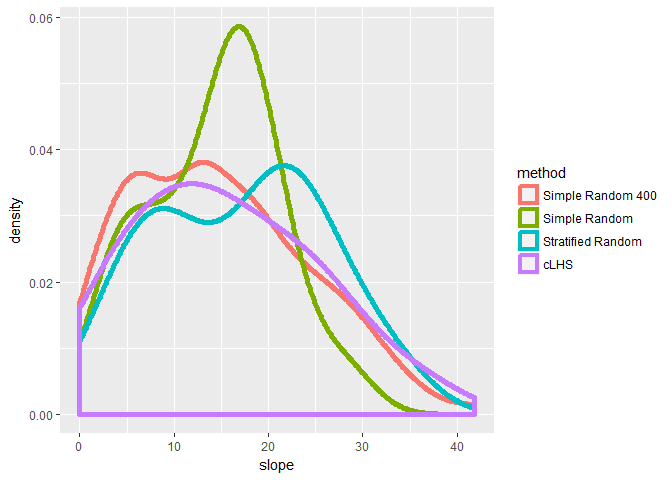 0.06
0.04
0.02
0.00
density
0
10
20
30
40
slope
method
Simple Random 400
Simple Random
Stratified Random
cLHS